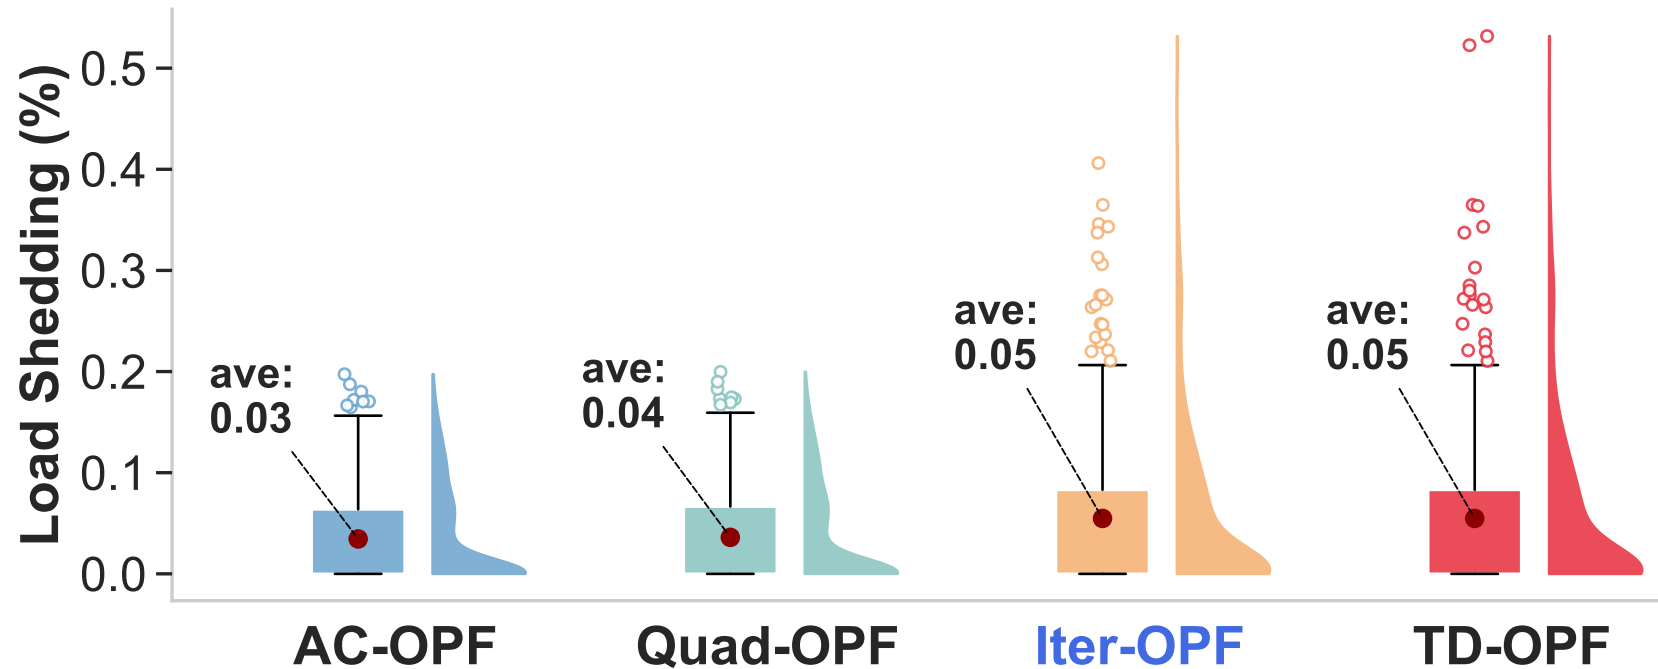 Load Shedding (%)
0.5
0.4
0.3
0.2
0.1
0.0
ave:
0.03
ave:
0.04
ave:
0.05
ave:
0.05
AC-OPF
Quad-OPF
Iter-OPF
TD-OPF